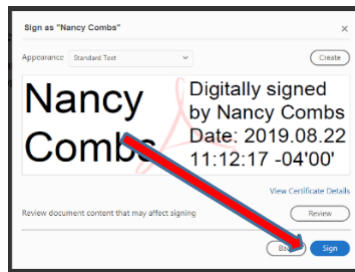 Sign as "Nancy Combs"
×
Appearance Standard Text
Create
Nancy
Combs
Digitally signed
by Nancy Combs
Date: 2019.08.22
11:12:17 -04'00'
View Certificate Details
Review document content that may affect signing
Review
Sign